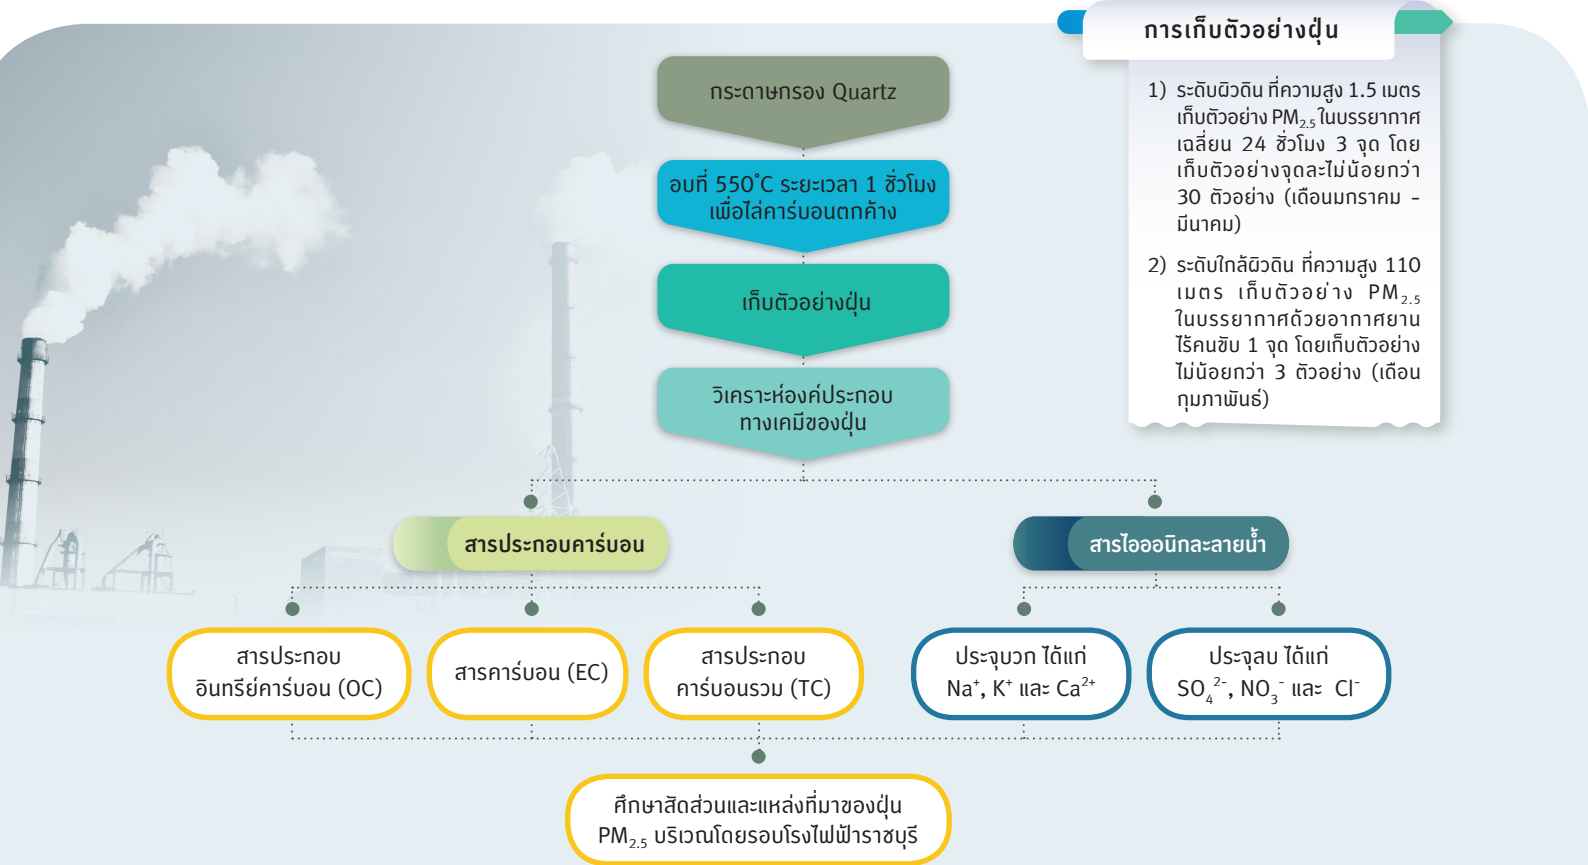 การเก็บตัวอย่างฝุ่น
1) ระดับผิวดิน ที่ความสูง 1.5 เมตร
เก็บตัวอย่าง PM₂.₅ ในบรรยากาศ
เฉลี่ยน 24 ชั่วโมง 3 จุด โดย
เก็บตัวอย่างจุดละไม่น้อยกว่า
30 ตัวอย่าง (เดือนมกราคม –
มีนาคม)
2) ระดับใกล้ผิวดิน ที่ความสูง 110
เมตร เก็บตัวอย่าง PM₂.₅
ในบรรยากาศด้วยอากาศยาน
ไร้คนขับ 1 จุด โดยเก็บตัวอย่าง
ไม่น้อยกว่า 3 ตัวอย่าง (เดือน
กุมภาพันธ์)
กระดาษกรอง Quartz
อบที่ 550˚C ระยะเวลา 1 ชั่วโมง
เพื่อไล่คาร์บอนตกค้าง
เก็บตัวอย่างฝุ่น
วิเคราะห์องค์ประกอบ
ทางเคมีของฝุ่น
สารประกอบคาร์บอน
สารไอออนิกละลายน้ำ
สารประกอบ
อินทรีย์คาร์บอน (OC)
สารคาร์บอน (EC)
สารประกอบ
คาร์บอนรวม (TC)
ประจุบวก ได้แก่
Na⁺, K⁺ และ Ca²⁺
ประจุลบ ได้แก่
SO₄²⁻, NO₃⁻ และ Cl⁻
ศึกษาสัดส่วนและแหล่งที่มาของฝุ่น
PM₂.₅ บริเวณโดยรอบโรงไฟฟ้าราชบุรี